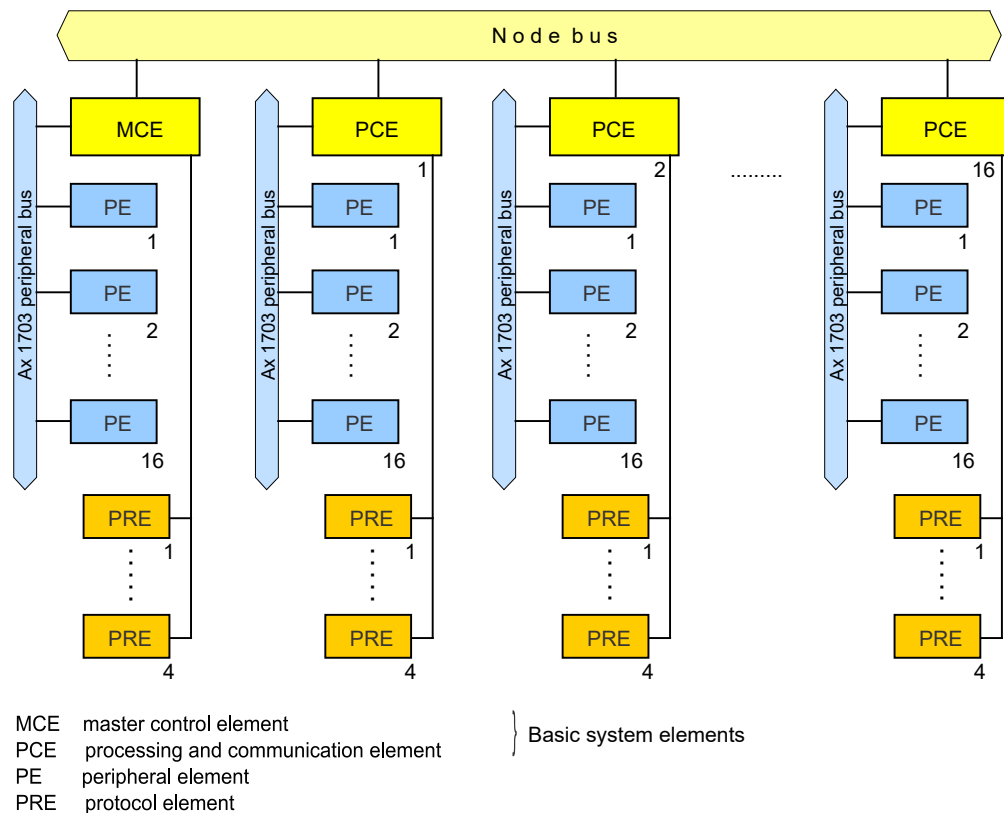 Node bus
MCE PCE PCE PCE
1 2 ......... 16
Ax 1703 peripheral bus Ax 1703 peripheral bus Ax 1703 peripheral bus Ax 1703 peripheral bus
PE PE PE PE
1 1 1 1
PE PE PE PE
2 2 2 2
PE PE PE PE
16 16 16 16
PRE PRE PRE PRE
1 1 1 1
PRE PRE PRE PRE
4 4 4 4
MCE master control element
PCE processing and communication element } Basic system elements
PE peripheral element
PRE protocol element